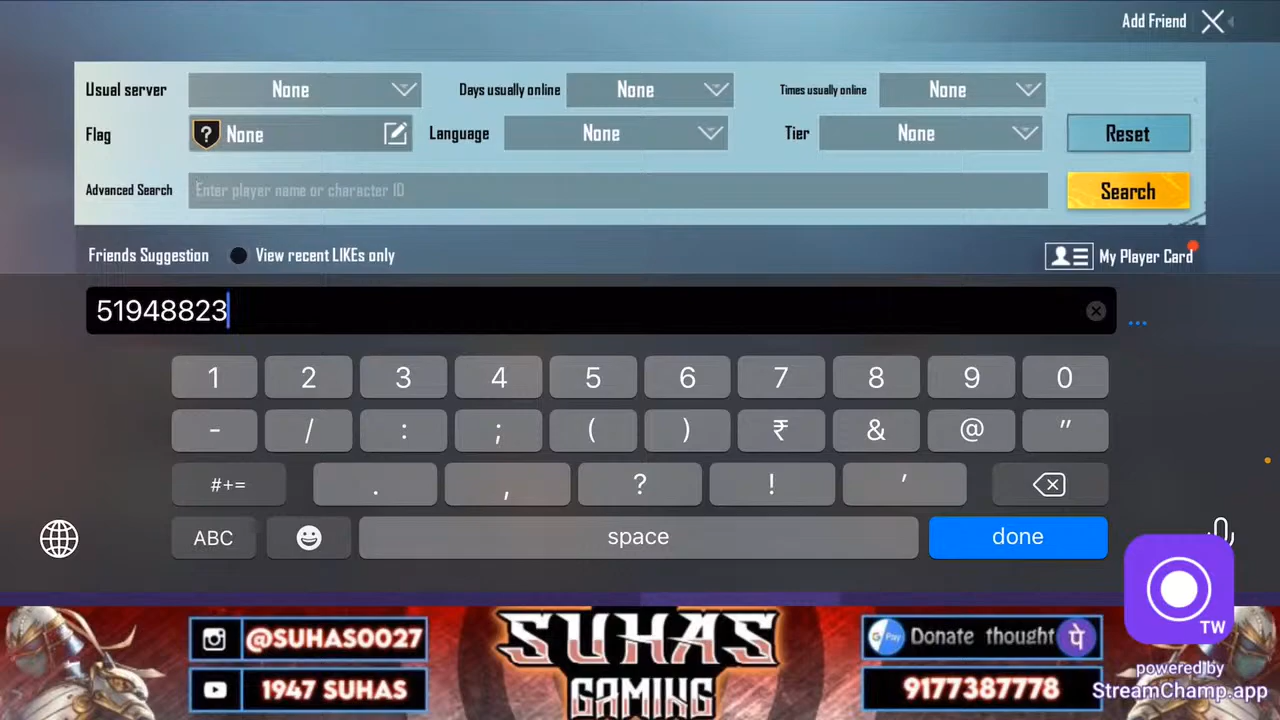 Add Friend
Usual server None Days usually online None Times usually online None
Flag ? None Language None Tier None Reset
Advanced Search Enter player name or character ID Search
Friends Suggestion View recent LIKEs only My Player Card
51948823 ...
1 2 3 4 5 6 7 8 9 0
- / : ; ( ) ₹ & @ "
#+= . , ? ! '
ABC space done
TW
powered by
StreamChamp.app
@SUHAS0027
1947 SUHAS
SUHAS
GAMING
G Pay Donate thought पे
9177387778